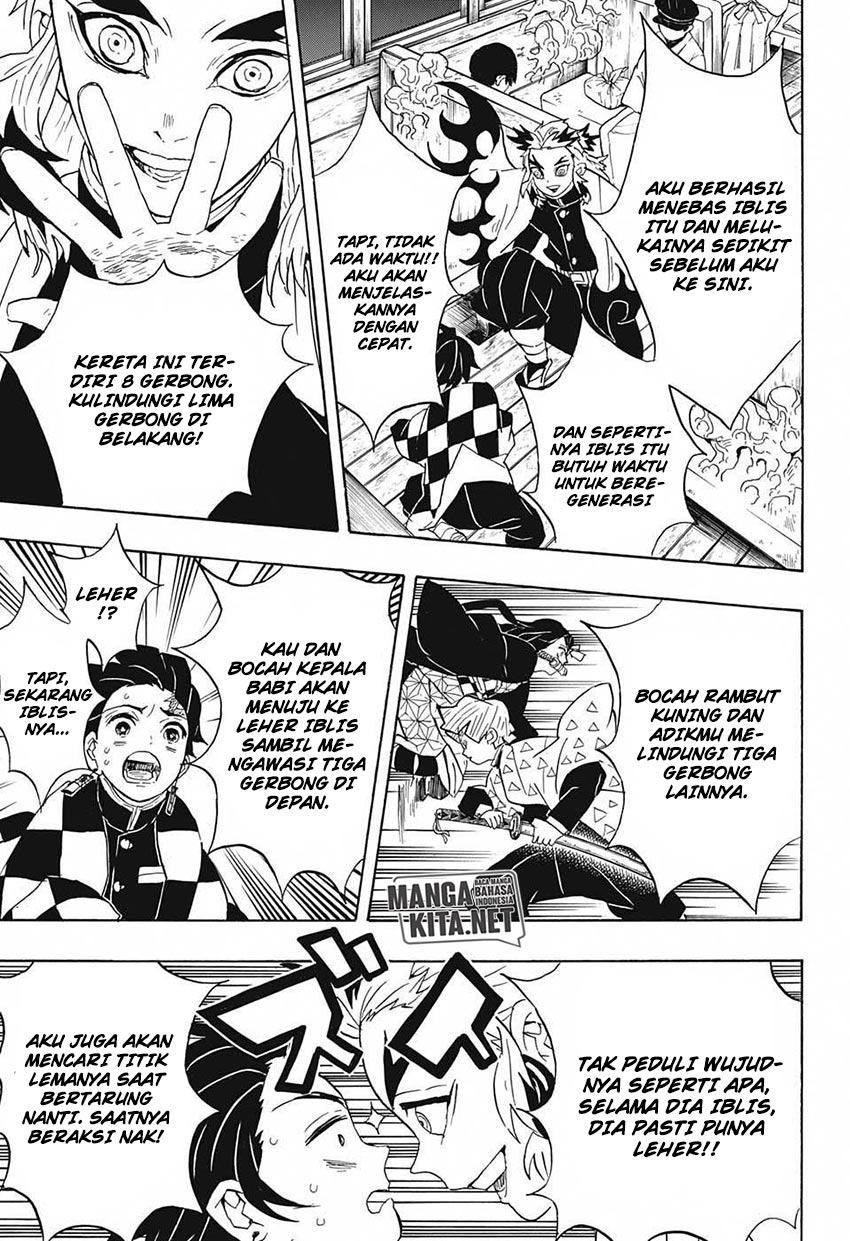 AKU BERHASIL
MENEBAS IBLIS
ITU DAN MELU-
KAINYA SEDIKIT
SEBELUM AKU
KE SINI.
DAN SEPERTI-
NYA IBLIS ITU
BUTUH WAKTU
UNTUK BERE-
GENERASI
TAPI, TIDAK
ADA WAKTU!!
AKU AKAN
MENJELAS-
KANNYA
DENGAN
CEPAT.
KERETA INI TER-
DIRI 8 GERBONG.
KULINDUNGI LIMA
GERBONG DI
BELAKANG!
BOCAH RAMBUT
KUNING DAN
ADIKMU ME-
LINDUNGI TIGA
GERBONG
LAINNYA.
KAU DAN
BOCAH KEPALA
BABI AKAN
MENUJU KE
LEHER IBLIS
SAMBIL ME-
NGAWASI TIGA
GERBONG DI
DEPAN.
LEHER
!?
TAPI,
SEKARANG
IBLIS-
NYA...
MANGA
KITA.NET
BACA MANGA
BAHASA
INDONESIA
TAK PEDULI WUJUD-
NYA SEPERTI APA,
SELAMA DIA IBLIS,
DIA PASTI PUNYA
LEHER!!
ズイ
AKU JUGA AKAN
MENCARI TITIK
LEMANYA SAAT
BERTARUNG
NANTI. SAATNYA
BERAKSI NAK!